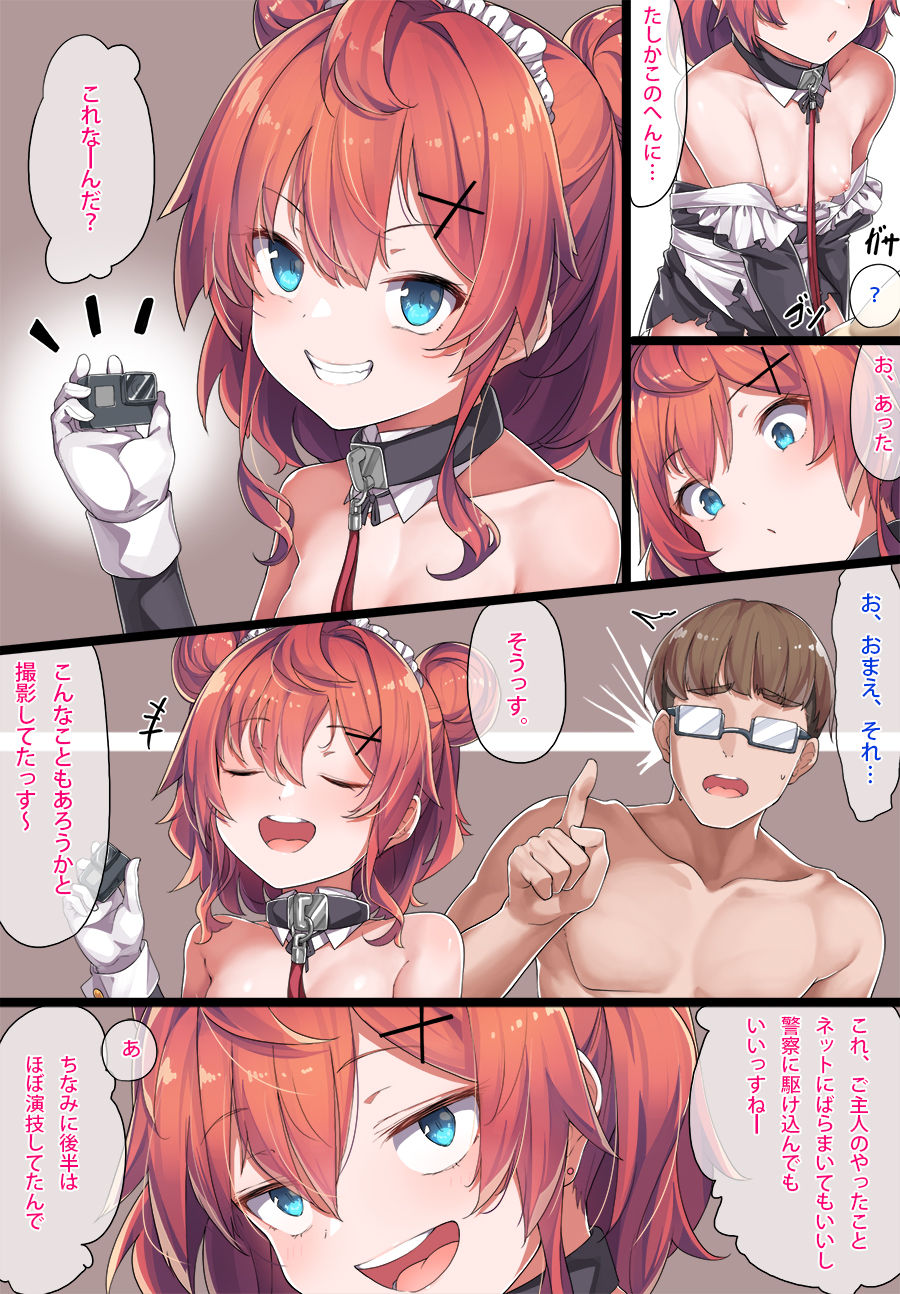 たしかこのへんに…
ガサ
?
ゴソ
お、あった
これなーんだ?
お、おまえ、それ…
そうっす。
こんなこともあろうかと
撮影してたっす~
これ、ご主人のやったこと
ネットにばらまいてもいいし
警察に駆け込んでも
いいっすねー
あ
ちなみに後半は
ほぼ演技してたんで